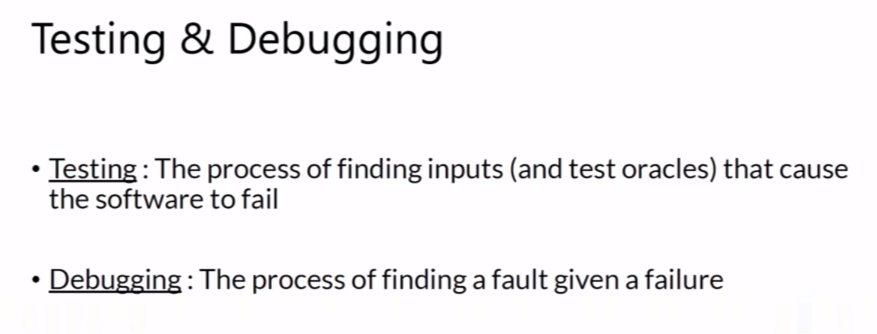 Testing & Debugging
• Testing : The process of finding inputs (and test oracles) that cause
the software to fail
• Debugging : The process of finding a fault given a failure